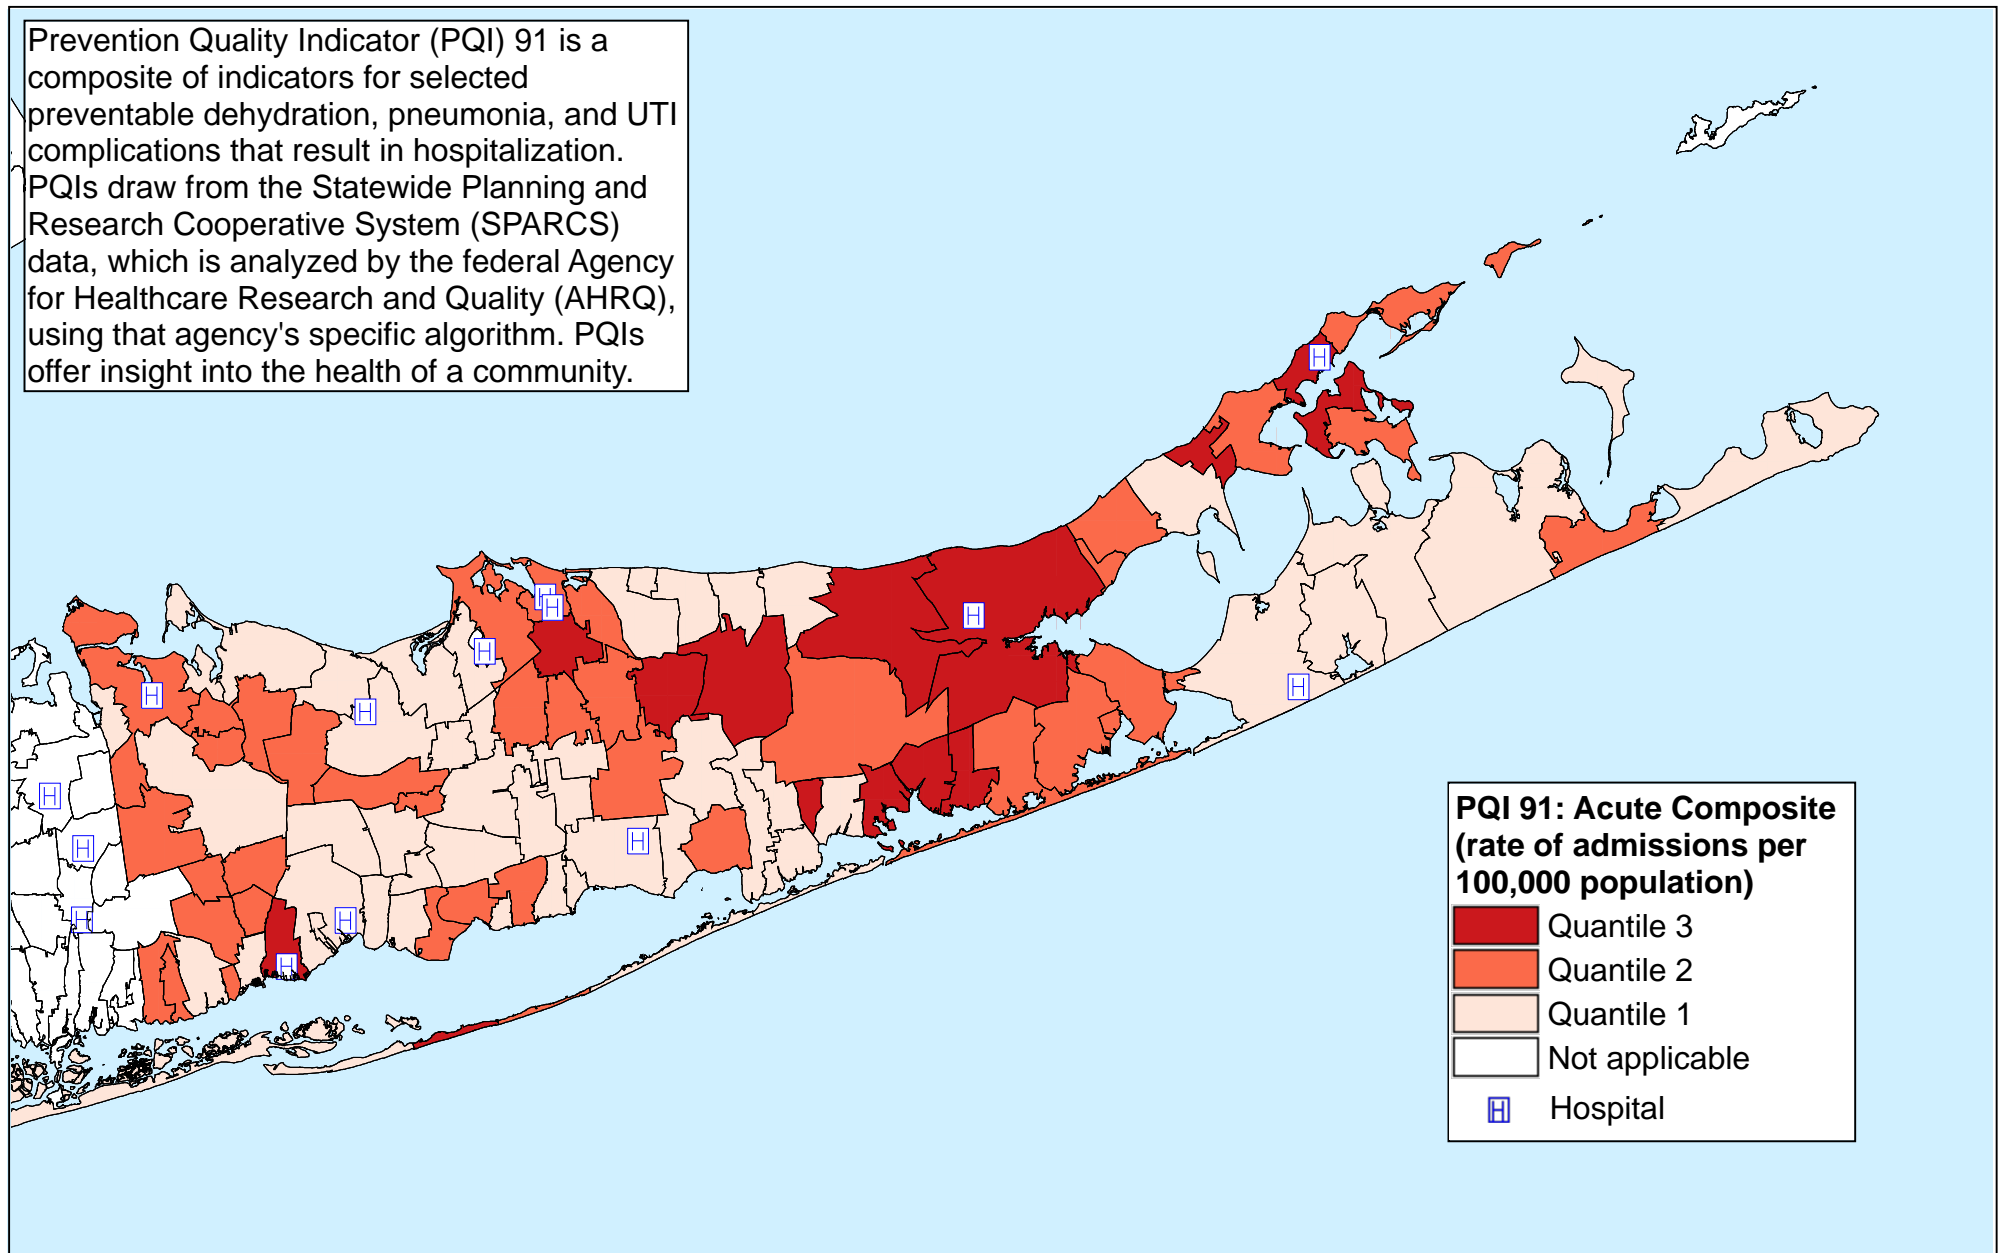 Prevention Quality Indicator (PQI) 91 is a
composite of indicators for selected
preventable dehydration, pneumonia, and UTI
complications that result in hospitalization.
PQIs draw from the Statewide Planning and
Research Cooperative System (SPARCS)
data, which is analyzed by the federal Agency
for Healthcare Research and Quality (AHRQ),
using that agency's specific algorithm. PQIs
offer insight into the health of a community.
H
H
H
H
H
H
H
H
H
H
H
H
H
H
PQI 91: Acute Composite
(rate of admissions per
100,000 population)
Quantile 3
Quantile 2
Quantile 1
Not applicable
H Hospital